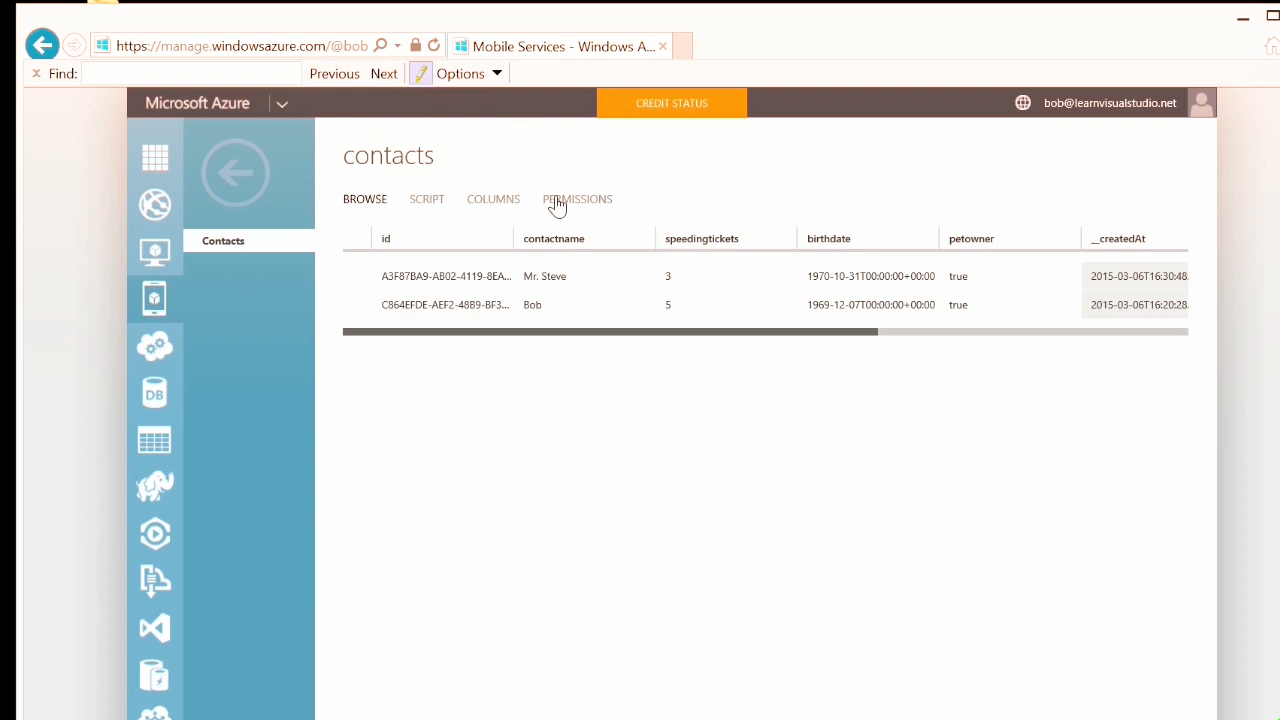 https://manage.windowsazure.com/@bob
Mobile Services - Windows A...
x Find:
Previous Next Options
Microsoft Azure
CREDIT STATUS
bob@learnvisualstudio.net
contacts
BROWSE SCRIPT COLUMNS PERMISSIONS
Contacts
id contactname speedingtickets birthdate petowner __createdAt
A3F87BA9-AB02-4119-8EA... Mr. Steve 3 1970-10-31T00:00:00+00:00 true 2015-03-06T16:30:48.
C864EFDE-AEF2-48B9-BF3... Bob 5 1969-12-07T00:00:00+00:00 true 2015-03-06T16:20:28.
DB